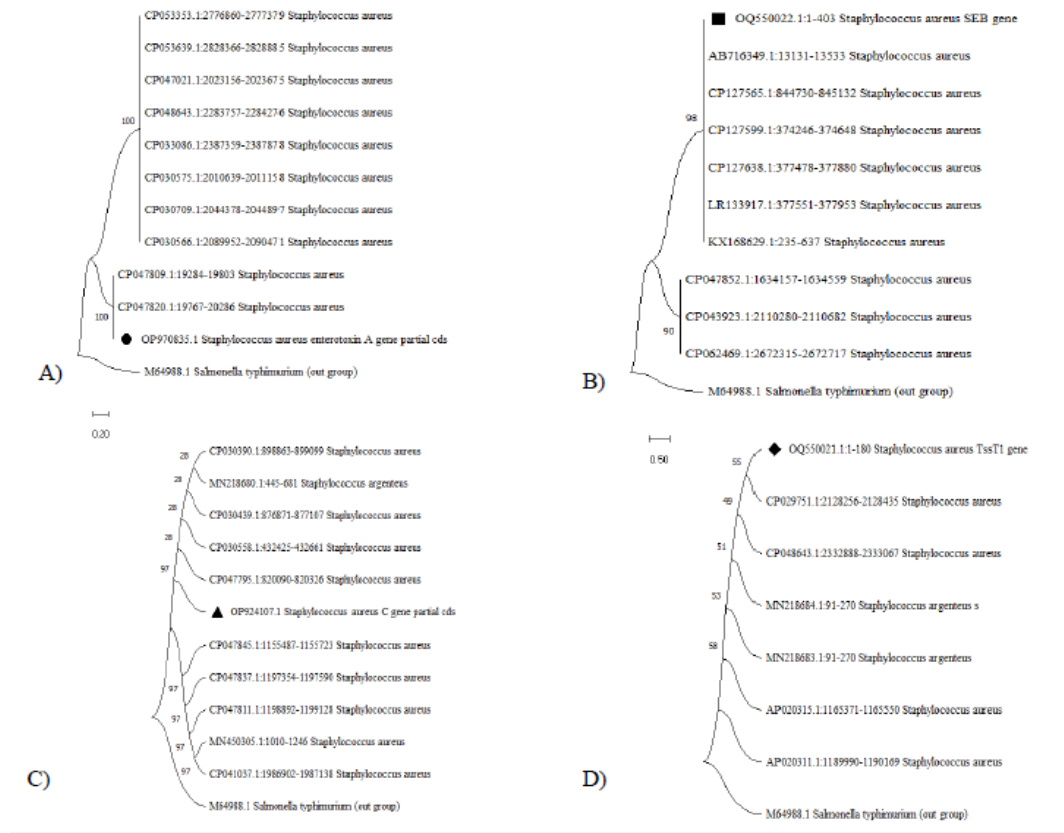 CP053353.1:2776860-2777379 Staphylococcus aureus
CP053639.1:2828366-2828885 Staphylococcus aureus
CP047021.1:2023156-2023675 Staphylococcus aureus
CP048643.1:2283757-2284276 Staphylococcus aureus
100
CP033086.1:2387359-2387878 Staphylococcus aureus
CP030575.1:2010639-2011158 Staphylococcus aureus
CP030709.1:2044378-2044897 Staphylococcus aureus
CP030566.1:2089952-2090471 Staphylococcus aureus
CP047809.1:19284-19803 Staphylococcus aureus
CP047820.1:19767-20286 Staphylococcus aureus
100
OP970835.1 Staphylococcus aureus enterotoxin A gene partial cds
M64988.1 Salmonella typhimurium (out group)
A)
0.20
OQ550022.1:1-403 Staphylococcus aureus SEB gene
AB716349.1:13131-13533 Staphylococcus aureus
CP127565.1:844730-845132 Staphylococcus aureus
98
CP127599.1:374246-374648 Staphylococcus aureus
CP127638.1:377478-377880 Staphylococcus aureus
LR133917.1:377551-377953 Staphylococcus aureus
KX168629.1:235-637 Staphylococcus aureus
CP047852.1:1634157-1634559 Staphylococcus aureus
CP043923.1:2110280-2110682 Staphylococcus aureus
90
CP062469.1:2672315-2672717 Staphylococcus aureus
M64988.1 Salmonella typhimurium (out group)
B)
0.50
28
CP030390.1:898863-899099 Staphylococcus aureus
28
MN218680.1:445-681 Staphylococcus argenteus
28
CP030439.1:876871-877107 Staphylococcus aureus
28
CP030558.1:432425-432661 Staphylococcus aureus
97
CP047795.1:820090-820326 Staphylococcus aureus
OP924107.1 Staphylococcus aureus C gene partial cds
CP047845.1:1155487-1155723 Staphylococcus aureus
97
CP047837.1:1197354-1197590 Staphylococcus aureus
97
CP047811.1:1198892-1199128 Staphylococcus aureus
97
MN450305.1:1010-1246 Staphylococcus aureus
97
CP041037.1:1986902-1987138 Staphylococcus aureus
M64988.1 Salmonella typhimurium (out group)
C)
55
OQ550021.1:1-180 Staphylococcus aureus TssT1 gene
49
CP029751.1:2128256-2128435 Staphylococcus aureus
51
CP048643.1:2332888-2333067 Staphylococcus aureus
53
MN218684.1:91-270 Staphylococcus argenteus s
58
MN218683.1:91-270 Staphylococcus argenteus
AP020315.1:1165371-1165550 Staphylococcus aureus
AP020311.1:1189990-1190169 Staphylococcus aureus
M64988.1 Salmonella typhimurium (out group)
D)